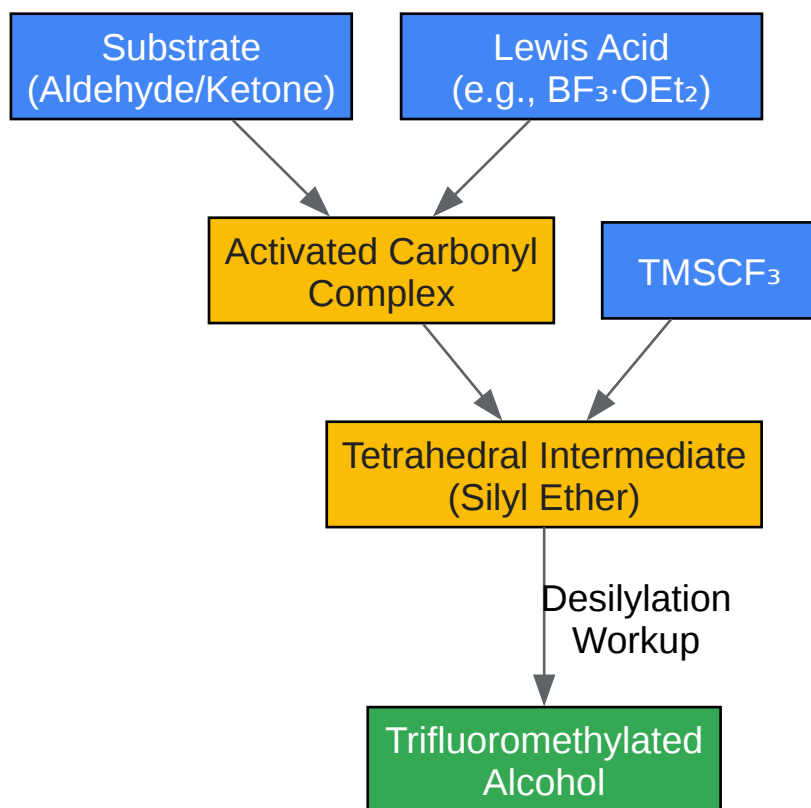 Substrate
(Aldehyde/Ketone)
Lewis Acid
(e.g., BF₃·OEt₂)
Activated Carbonyl
Complex
TMSCF₃
Tetrahedral Intermediate
(Silyl Ether)
Desilylation
Workup
Trifluoromethylated
Alcohol